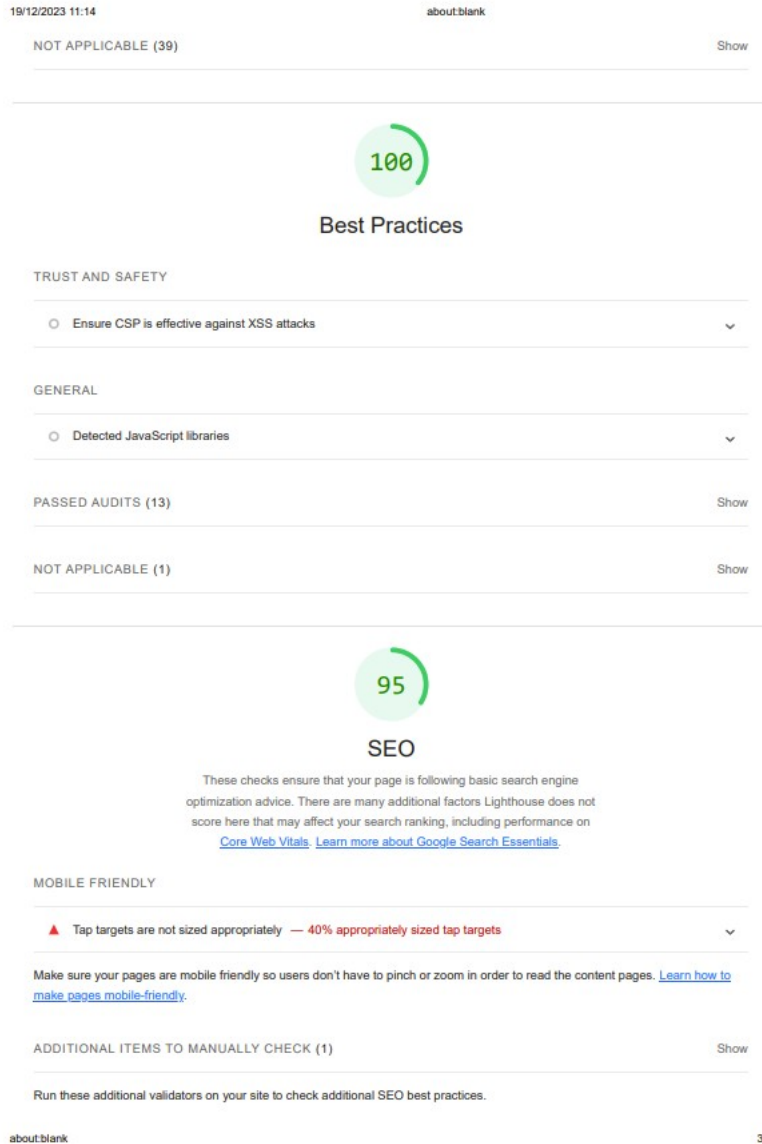 19/12/2023 11:14
about:blank
NOT APPLICABLE (39)
Show
100
Best Practices
TRUST AND SAFETY
Ensure CSP is effective against XSS attacks
GENERAL
Detected JavaScript libraries
PASSED AUDITS (13)
Show
NOT APPLICABLE (1)
Show
95
SEO
These checks ensure that your page is following basic search engine
optimization advice. There are many additional factors Lighthouse does not
score here that may affect your search ranking, including performance on
Core Web Vitals. Learn more about Google Search Essentials.
MOBILE FRIENDLY
Tap targets are not sized appropriately — 40% appropriately sized tap targets
Make sure your pages are mobile friendly so users don't have to pinch or zoom in order to read the content pages. Learn how to
make pages mobile-friendly.
ADDITIONAL ITEMS TO MANUALLY CHECK (1)
Show
Run these additional validators on your site to check additional SEO best practices.
about:blank
3